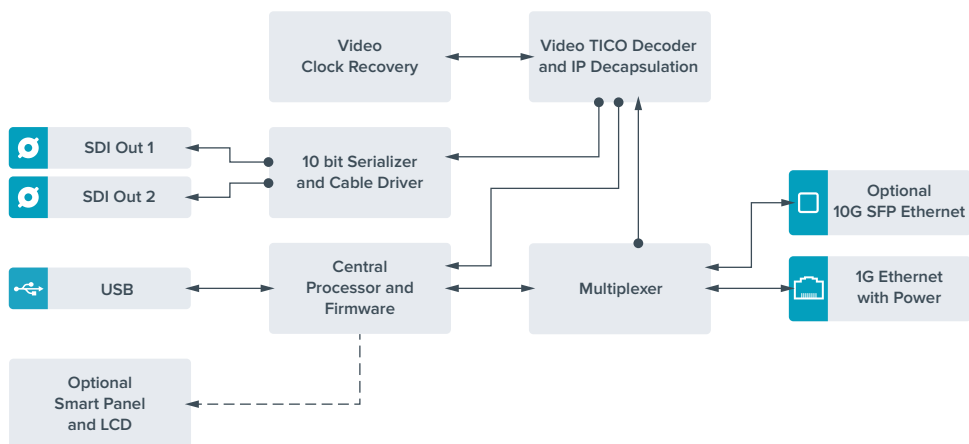 Video
Clock Recovery
Video TICO Decoder
and IP Decapsulation
SDI Out 1
SDI Out 2
10 bit Serializer
and Cable Driver
Optional
10G SFP Ethernet
USB
Central
Processor and
Firmware
Multiplexer
1G Ethernet
with Power
Optional
Smart Panel
and LCD